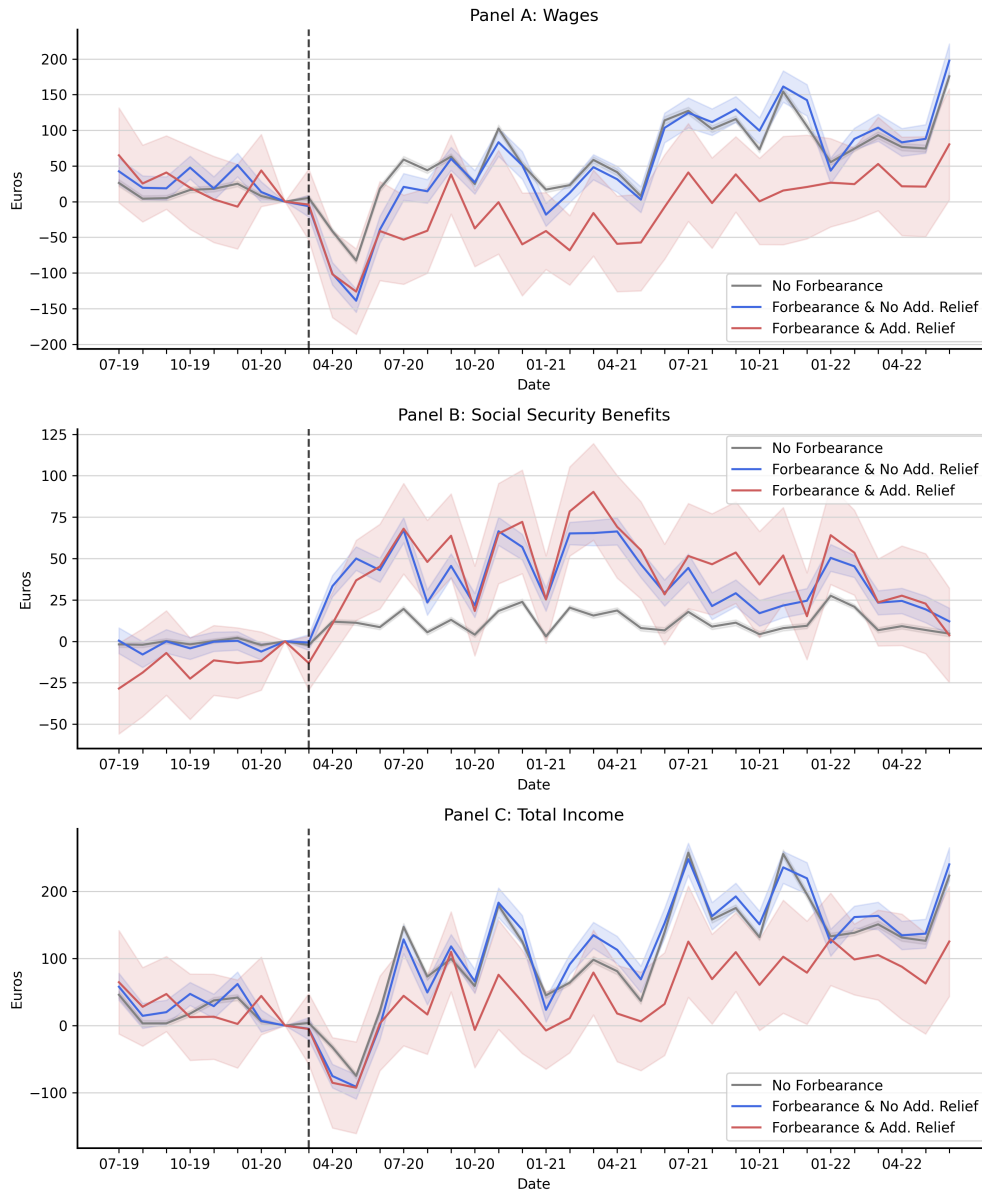 Panel A: Wages
200
150
100
50
0
−50
−100
−150
−200
Euros
No Forbearance
Forbearance & No Add. Relief
Forbearance & Add. Relief
07-19 10-19 01-20 04-20 07-20 10-20 01-21 04-21 07-21 10-21 01-22 04-22
Date
Panel B: Social Security Benefits
125
100
75
50
25
0
−25
−50
Euros
No Forbearance
Forbearance & No Add. Relief
Forbearance & Add. Relief
07-19 10-19 01-20 04-20 07-20 10-20 01-21 04-21 07-21 10-21 01-22 04-22
Date
Panel C: Total Income
200
100
0
−100
Euros
No Forbearance
Forbearance & No Add. Relief
Forbearance & Add. Relief
07-19 10-19 01-20 04-20 07-20 10-20 01-21 04-21 07-21 10-21 01-22 04-22
Date